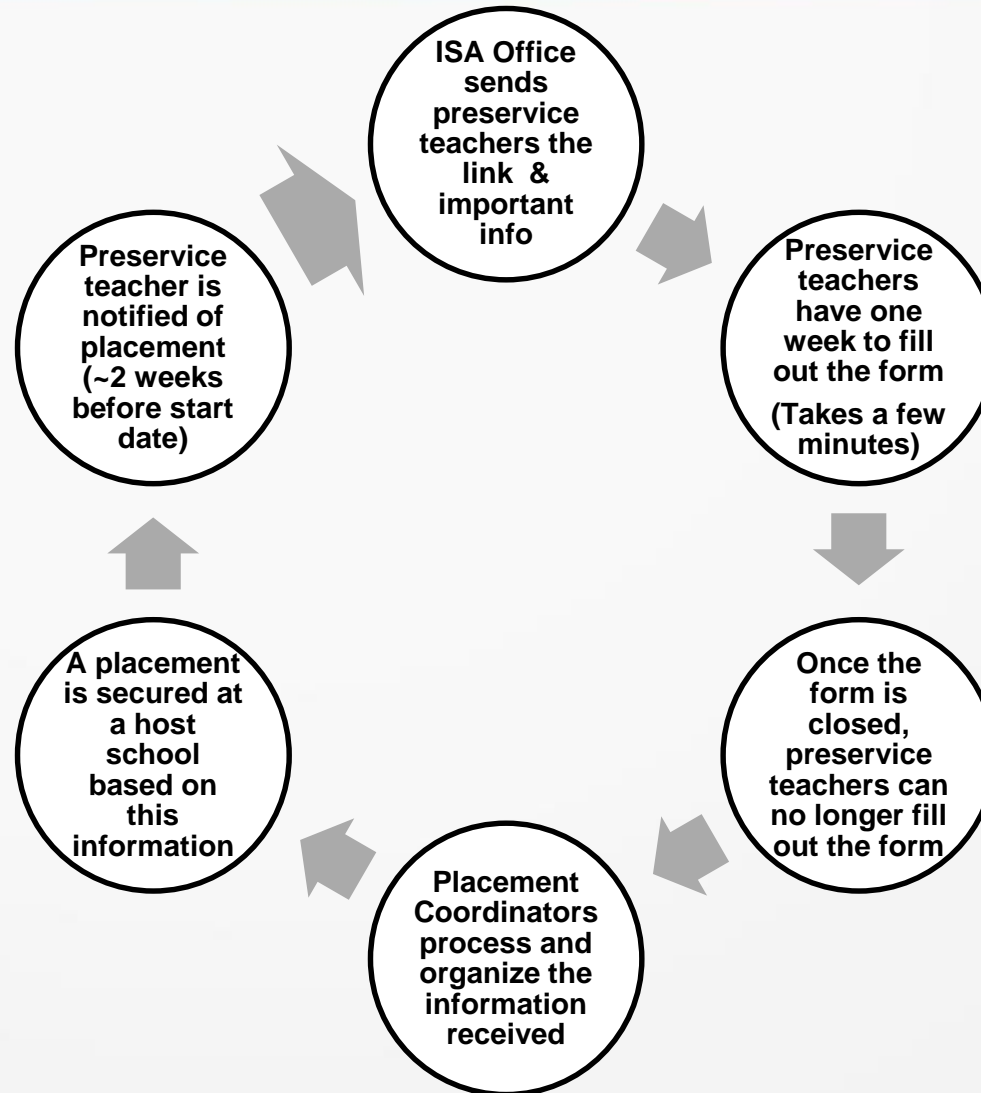 ISA Office
sends
preservice
teachers the
link &
important
info
Preservice
teachers
have one
week to fill
out the form
(Takes a few
minutes)
Once the
form is
closed,
preservice
teachers can
no longer fill
out the form
Placement
Coordinators
process and
organize the
information
received
A placement
is secured at
a host
school
based on
this
information
Preservice
teacher is
notified of
placement
(~2 weeks
before start
date)